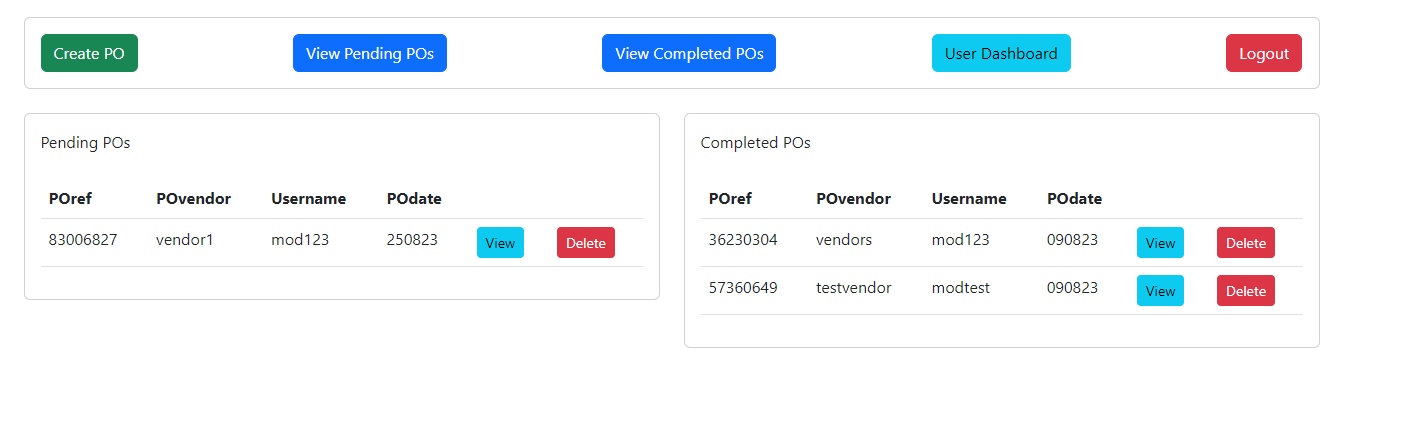 Create PO View Pending POs View Completed POs User Dashboard Logout
Pending POs
POref POvendor Username POdate
83006827 vendor1 mod123 250823 View Delete
Completed POs
POref POvendor Username POdate
36230304 vendors mod123 090823 View Delete
57360649 testvendor modtest 090823 View Delete